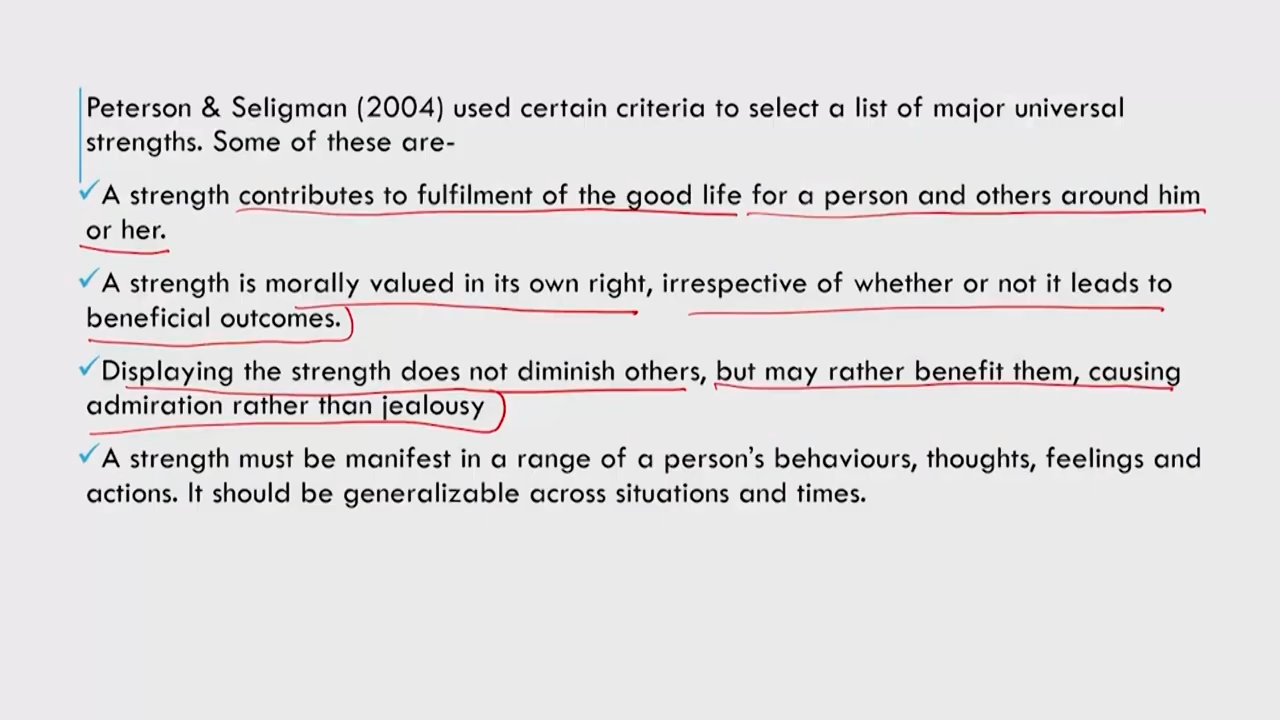 Peterson & Seligman (2004) used certain criteria to select a list of major universal
strengths. Some of these are-
✓A strength contributes to fulfilment of the good life for a person and others around him
or her.
✓A strength is morally valued in its own right, irrespective of whether or not it leads to
beneficial outcomes.
✓Displaying the strength does not diminish others, but may rather benefit them, causing
admiration rather than jealousy
✓A strength must be manifest in a range of a person's behaviours, thoughts, feelings and
actions. It should be generalizable across situations and times.